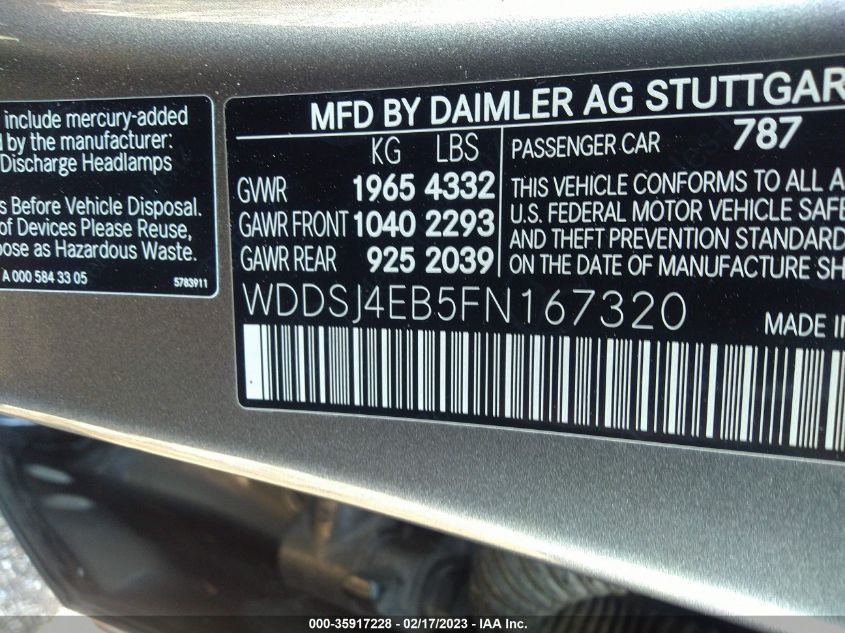 include mercury-added
by the manufacturer:
Discharge Headlamps
Before Vehicle Disposal.
of Devices Please Reuse,
as Hazardous Waste.
A 000 584 33 05 5783911
MFD BY DAIMLER AG STUTTGAR
KG LBS
GVWR 1965 4332
GAWR FRONT 1040 2293
GAWR REAR 925 2039
PASSENGER CAR 787
THIS VEHICLE CONFORMS TO ALL A
U.S. FEDERAL MOTOR VEHICLE SAFE
AND THEFT PREVENTION STANDARD
ON THE DATE OF MANUFACTURE SH
WDDSJ4EB5FN167320
MADE IN
000-35917228 - 02/17/2023 - IAA Inc.